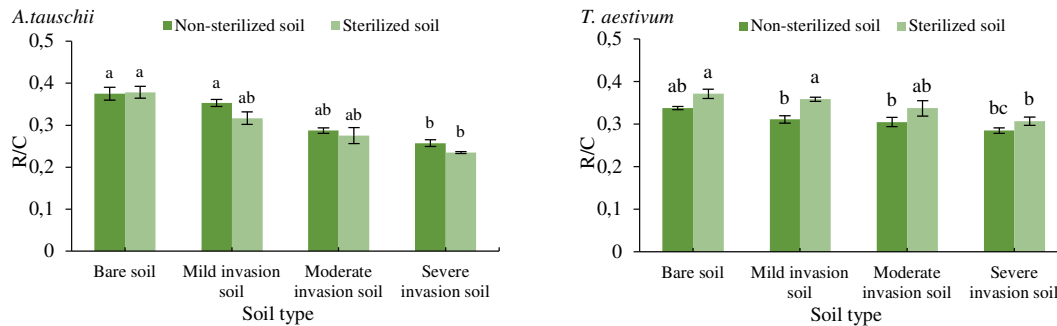 A.tauschii
Non-sterilized soil Sterilized soil
0,5
0,4
0,3
0,2
0,1
0
R/C
a a a ab ab ab b b
Bare soil Mild invasion soil Moderate invasion soil Severe invasion soil
Soil type
T. aestivum
Non-sterilized soil Sterilized soil
0,5
0,4
0,3
0,2
0,1
0
R/C
ab a b a b ab bc b
Bare soil Mild invasion soil Moderate invasion soil Severe invasion soil
Soil type